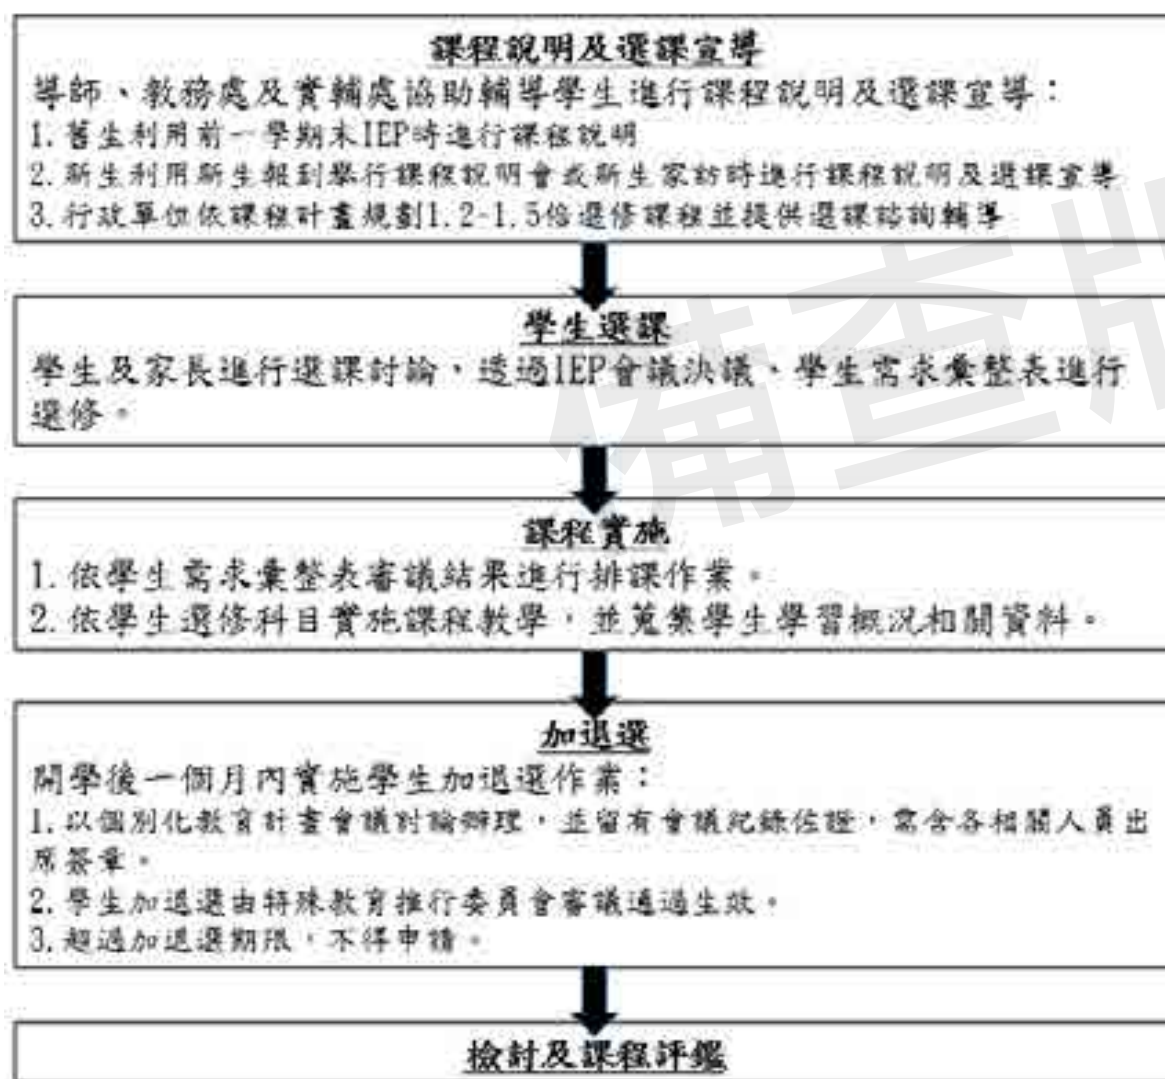 課程說明及選課宣導
導師、教務處及實輔處協助輔導學生進行課程說明及選課宣導：
1.舊生利用前一學期末IEP時進行課程說明
2.新生利用新生報到舉行課程說明會或新生家訪時進行課程說明及選課宣導
3.行政單位依課程計畫規劃1.2-1.5倍選修課程並提供選課諮詢輔導
學生選課
學生及家長進行選課討論，透過IEP會議決議、學生需求彙整表進行
選修。
課程實施
1.依學生需求彙整表審議結果進行排課作業。
2.依學生選修科目實施課程教學，並蒐集學生學習概況相關資料。
加退選
開學後一個月內實施學生加退選作業：
1.以個別化教育計畫會議討論辦理，並留有會議紀錄佐證，需含各相關人員出
席簽章。
2.學生加退選由特殊教育推行委員會審議通過生效。
3.超過加退選期限，不得申請。
檢討及課程評鑑
備查版